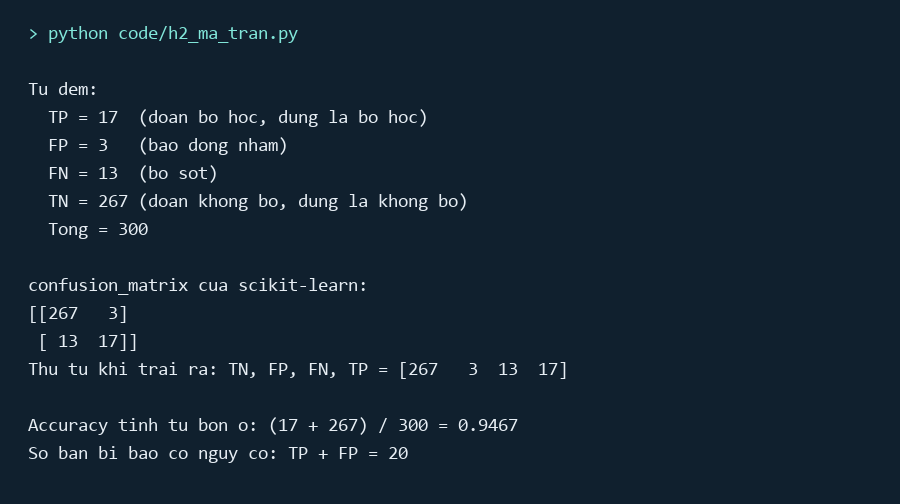 > python code/h2_ma_tran.py
Tu dem:
  TP = 17  (doan bo hoc, dung la bo hoc)
  FP = 3   (bao dong nham)
  FN = 13  (bo sot)
  TN = 267 (doan khong bo, dung la khong bo)
  Tong = 300
confusion_matrix cua scikit-learn:
[[267   3]
 [ 13  17]]
Thu tu khi trai ra: TN, FP, FN, TP = [267   3  13  17]
Accuracy tinh tu bon o: (17 + 267) / 300 = 0.9467
So ban bi bao co nguy co: TP + FP = 20